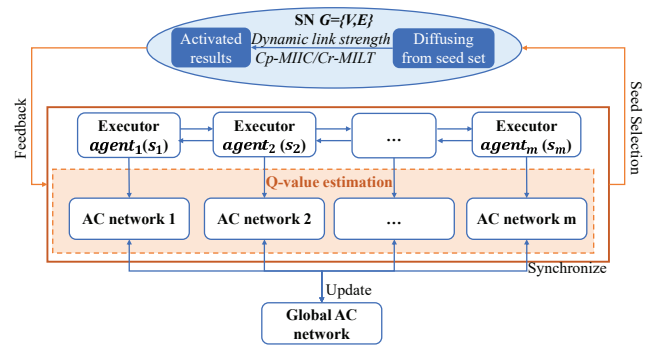 SN G={V,E}
Activated
results
Dynamic link strength
Cp-MIIC/Cr-MILT
Diffusing
from seed set
Feedback
Seed Selection
Executor
agent₁(s₁)
Executor
agent₂ (s₂)
...
Executor
agentₘ (sₘ)
Q-value estimation
AC network 1
AC network 2
...
AC network m
Synchronize
Update
Global AC
network